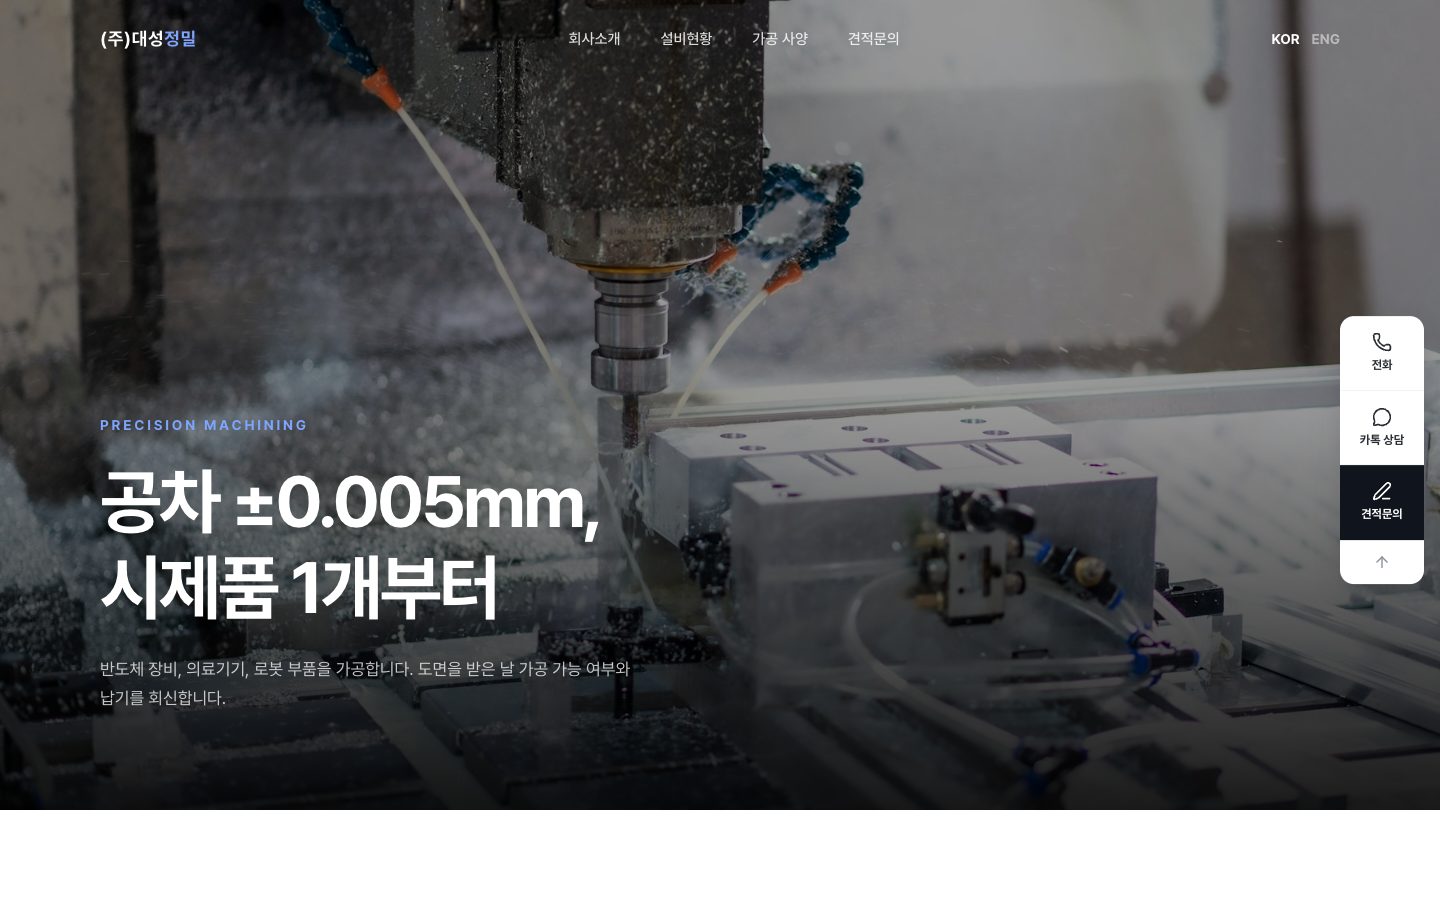 (주)대성정밀
회사소개
설비현황
가공 사양
견적문의
KOR ENG
PRECISION MACHINING
공차 ±0.005mm,
시제품 1개부터
반도체 장비, 의료기기, 로봇 부품을 가공합니다. 도면을 받은 날 가공 가능 여부와
납기를 회신합니다.
전화
카톡 상담
견적문의